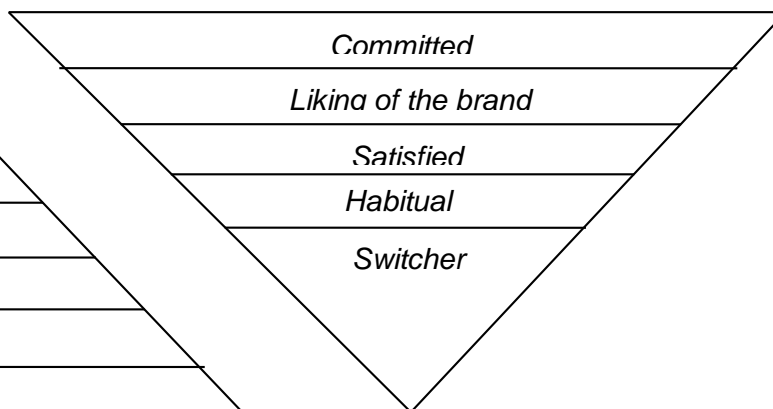 Committed
Liking of the brand
Satisfied
Habitual
Switcher